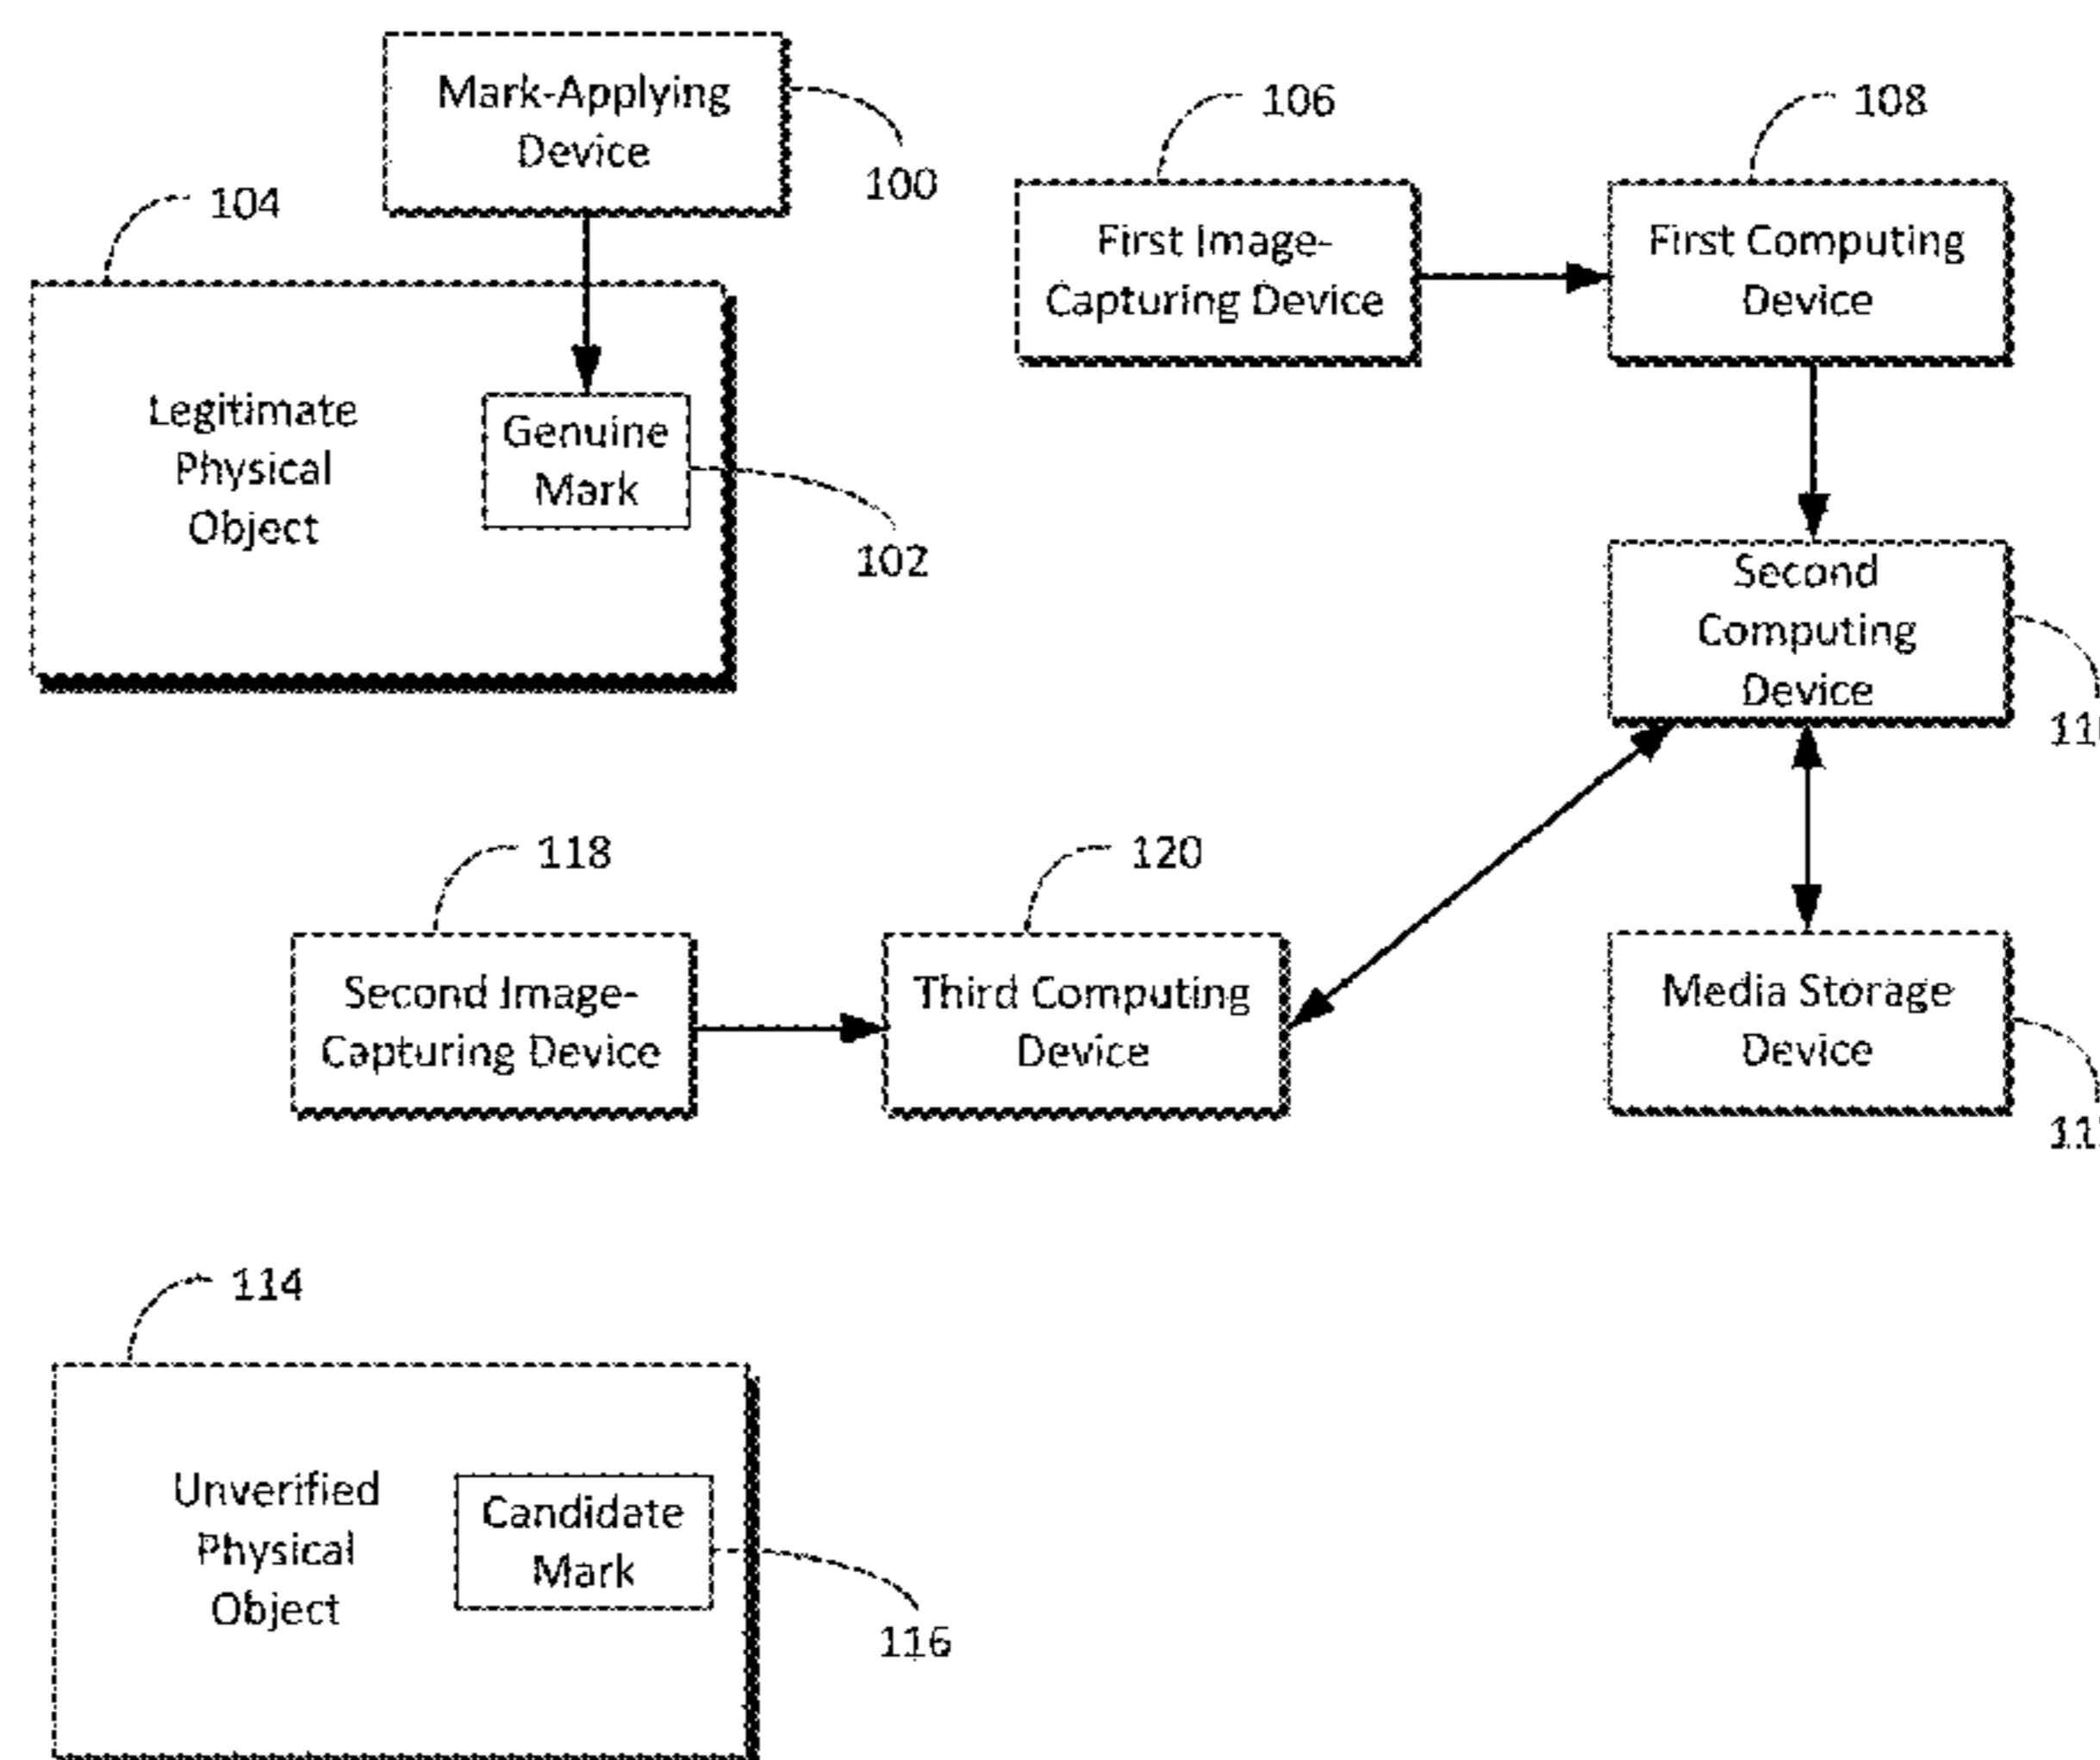 Mark-Applying
Device
100
104
Legitimate
Physical
Object
Genuine
Mark
102
106
First Image-
Capturing Device
108
First Computing
Device
Second
Computing
Device
118
Second Image-
Capturing Device
120
Third Computing
Device
Media Storage
Device
114
Unverified
Physical
Object
Candidate
Mark
116